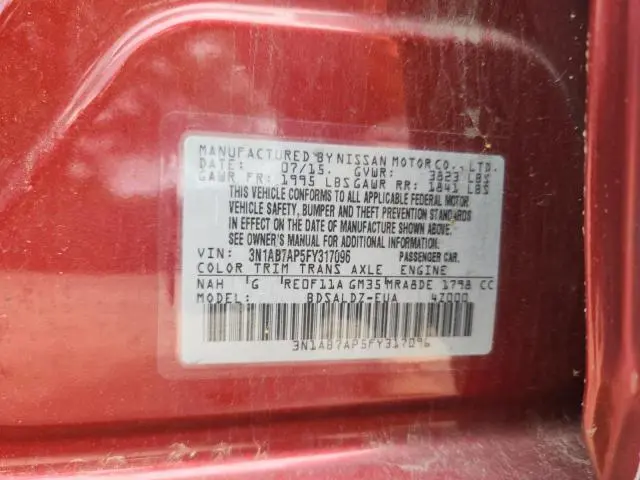 MANUFACTURED BY NISSAN MOTOR CO., LTD.
DATE: 07/15. GVWR: 3823 LBS
GAWR FR: 1995 LBS GAWR RR: 1841 LBS
THIS VEHICLE CONFORMS TO ALL APPLICABLE FEDERAL MOTOR
VEHICLE SAFETY, BUMPER AND THEFT PREVENTION STANDARDS
IN EFFECT ON THE DATE OF MANUFACTURE SHOWN ABOVE.
SEE OWNER'S MANUAL FOR ADDITIONAL INFORMATION.
VIN: 3N1AB7AP5FY317096 PASSENGER CAR.
COLOR TRIM TRANS AXLE ENGINE
NAH G RE0F11A GM35 MRA8DE 1798 CC
MODEL: BDSALDZ-EUA 4Z000
3N1AB7AP5FY317096